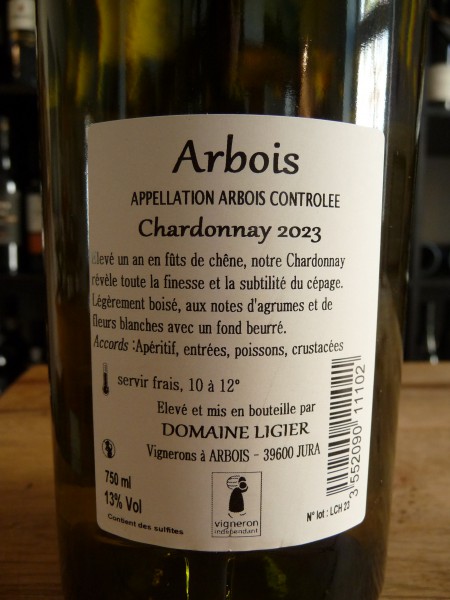 Arbois
APPELLATION ARBOIS CONTROLEE
Chardonnay 2023
Elevé un an en fûts de chêne, notre Chardonnay
révèle toute la finesse et la subtilité du cépage.
Légèrement boisé, aux notes d'agrumes et de
fleurs blanches avec un fond beurré.
Accords :Apéritif, entrées, poissons, crustacées
servir frais, 10 à 12°
Elevé et mis en bouteille par
DOMAINE LIGIER
Vignerons à ARBOIS - 39600 JURA
750 ml
13% Vol
Contient des sulfites
vigneron
indépendant
3 552090 11102
N° lot : LCH 23